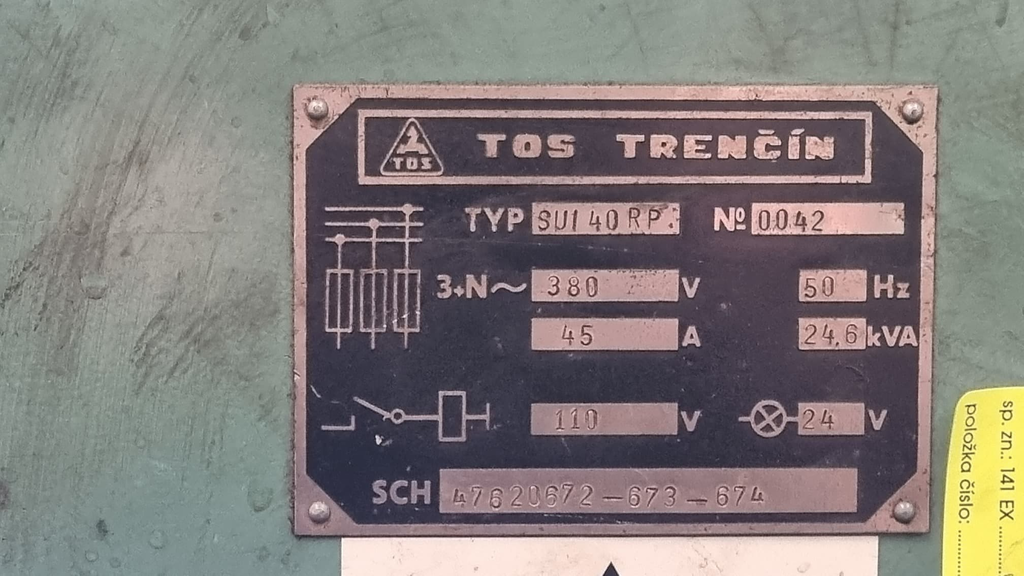 TOS
TOS TRENČÍN
TYP SUI 40 RP. № 0042
3+N~ 380 V 50 Hz
45 A 24,6 kVA
110 V 24 V
SCH 47620672-673-674
sp. zn.: 141 EX
položka číslo: